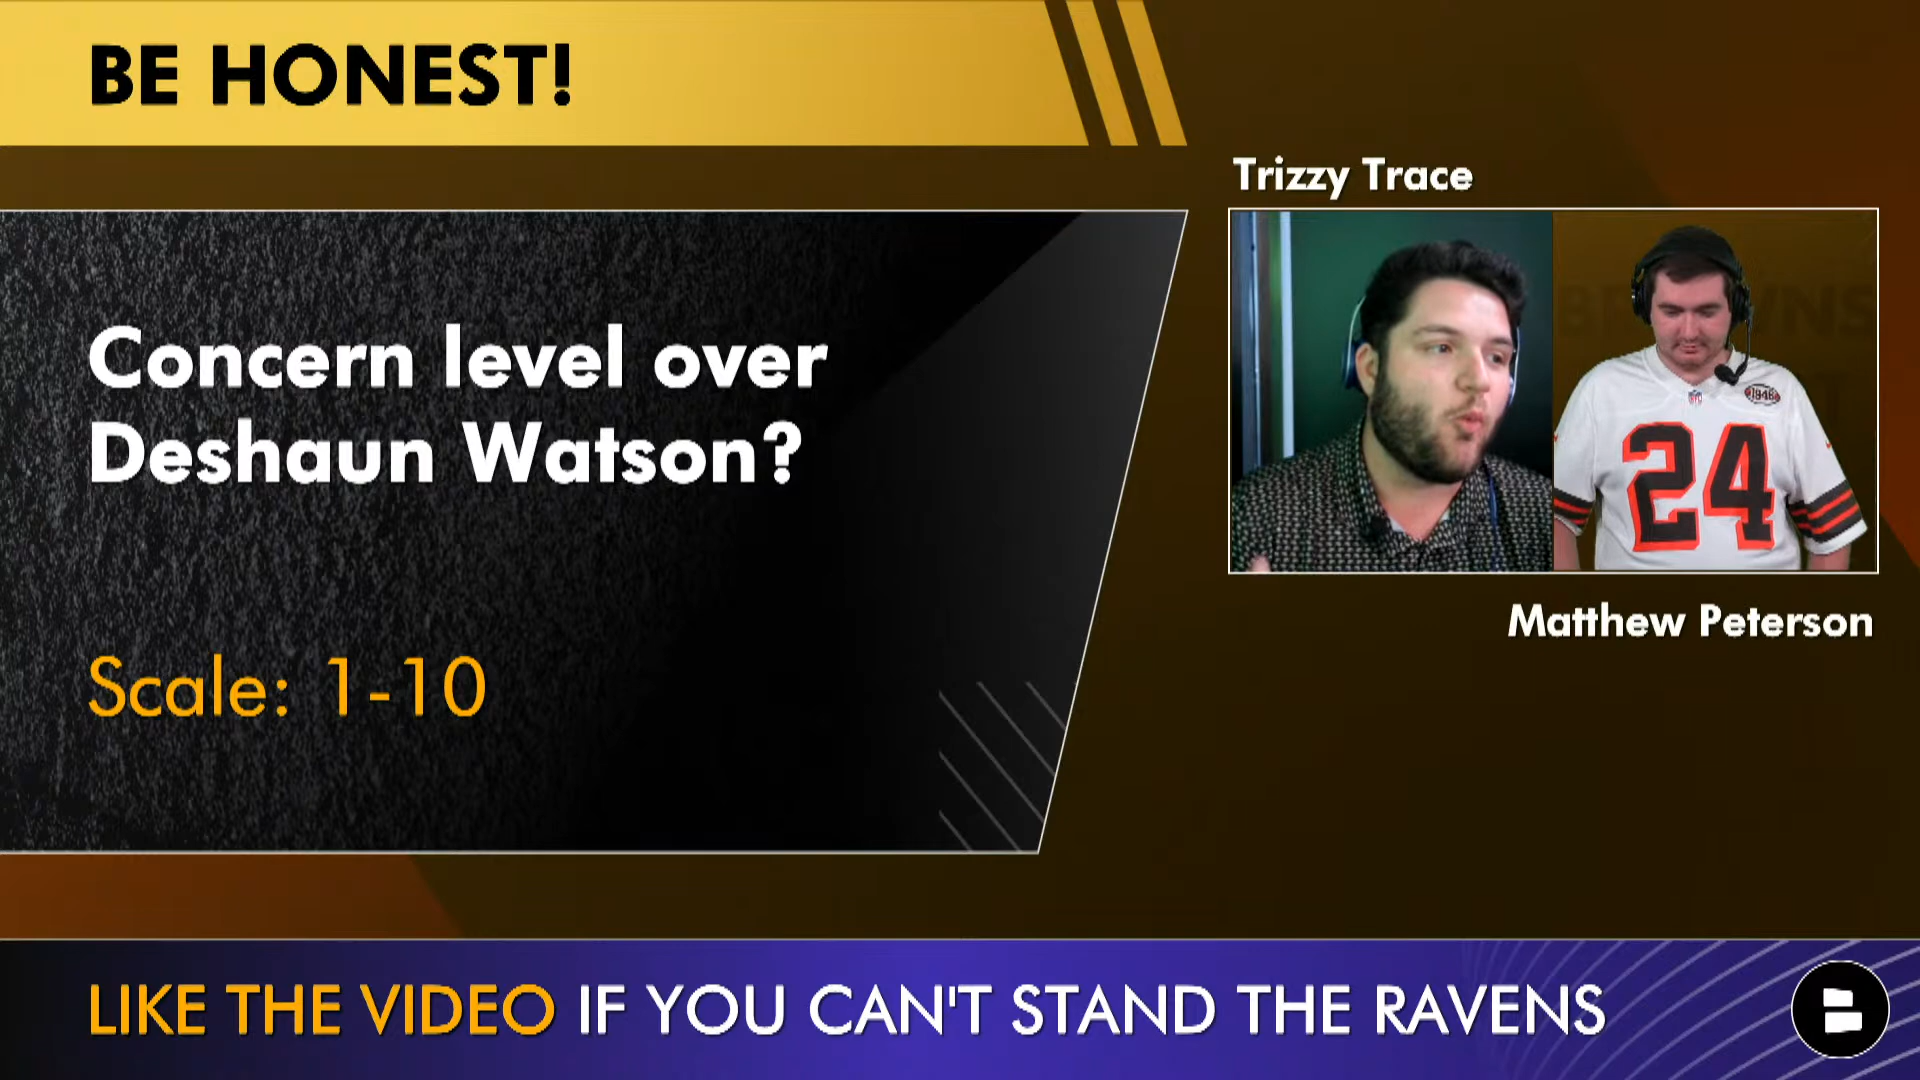 BE HONEST!
Trizzy Trace
Concern level over
Deshaun Watson?
Scale: 1-10
24
1946
Matthew Peterson
LIKE THE VIDEO IF YOU CAN'T STAND THE RAVENS